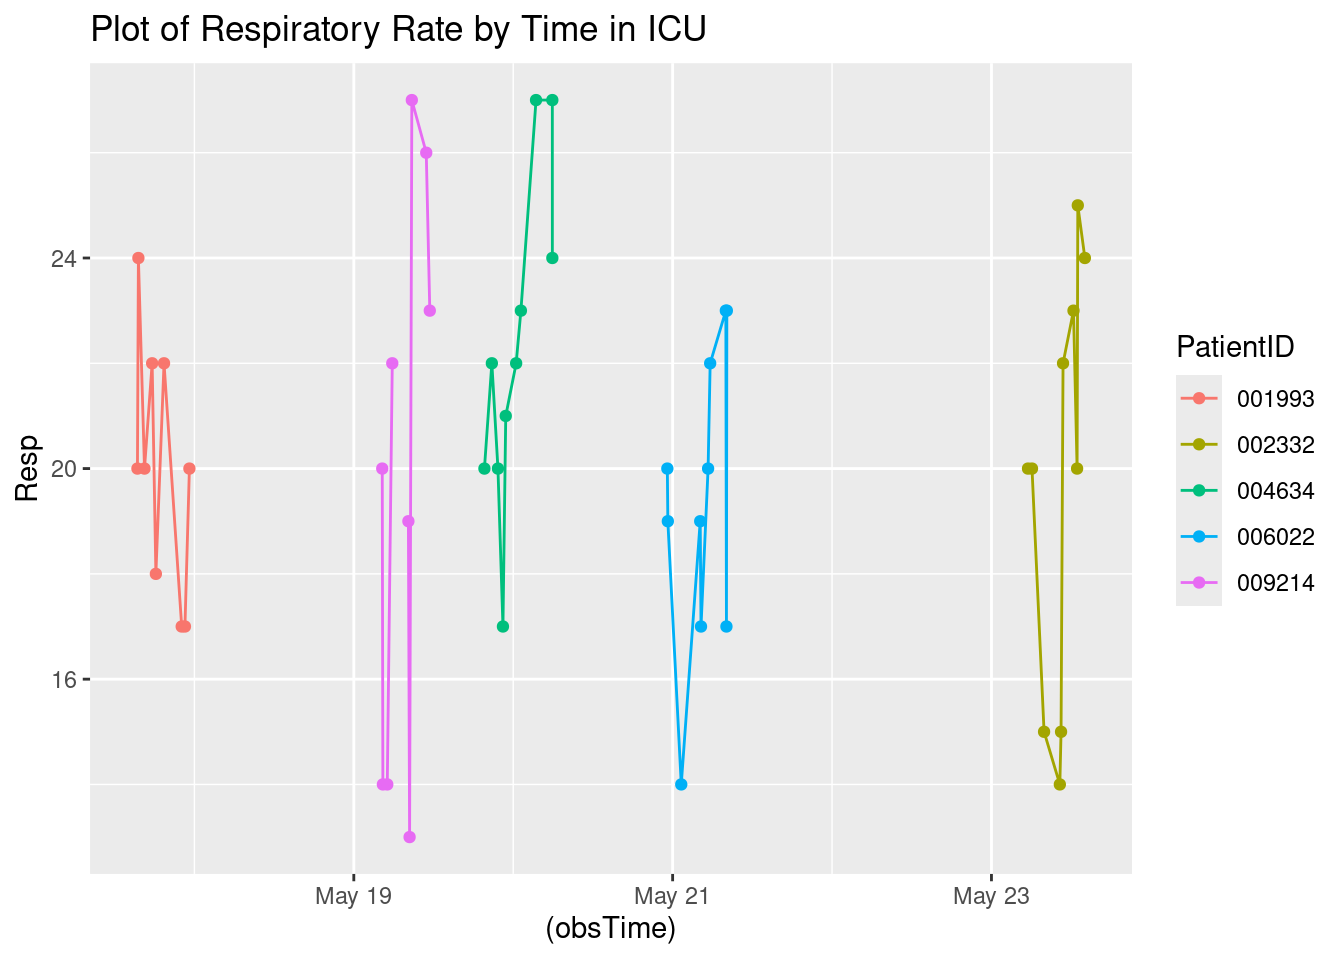 Plot of Respiratory Rate by Time in ICU
24
20
16
Resp
May 19
May 21
May 23
(obsTime)
PatientID
001993
002332
004634
006022
009214